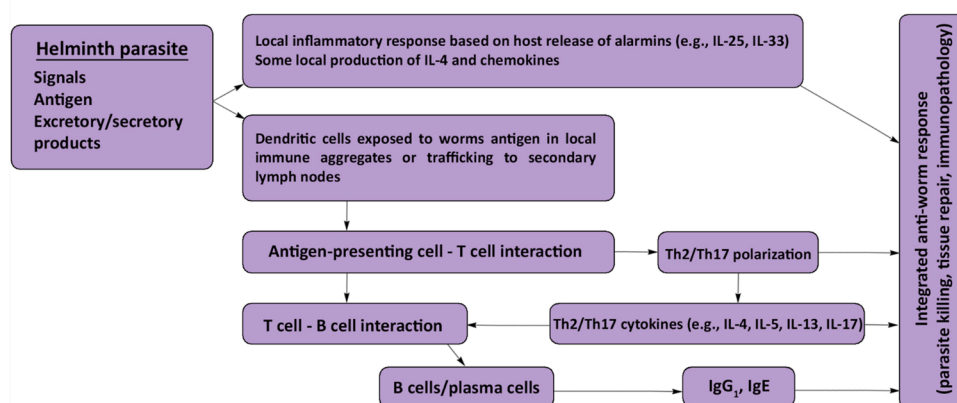 Helminth parasite
Signals
Antigen
Excretory/secretory
products
Local inflammatory response based on host release of alarmins (e.g., IL-25, IL-33)
Some local production of IL-4 and chemokines
Dendritic cells exposed to worms antigen in local
immune aggregates or trafficking to secondary
lymph nodes
Antigen-presenting cell - T cell interaction
Th2/Th17 polarization
T cell - B cell interaction
Th2/Th17 cytokines (e.g., IL-4, IL-5, IL-13, IL-17)
B cells/plasma cells
IgG₁, IgE
Integrated anti-worm response
(parasite killing, tissue repair, immunopathology)